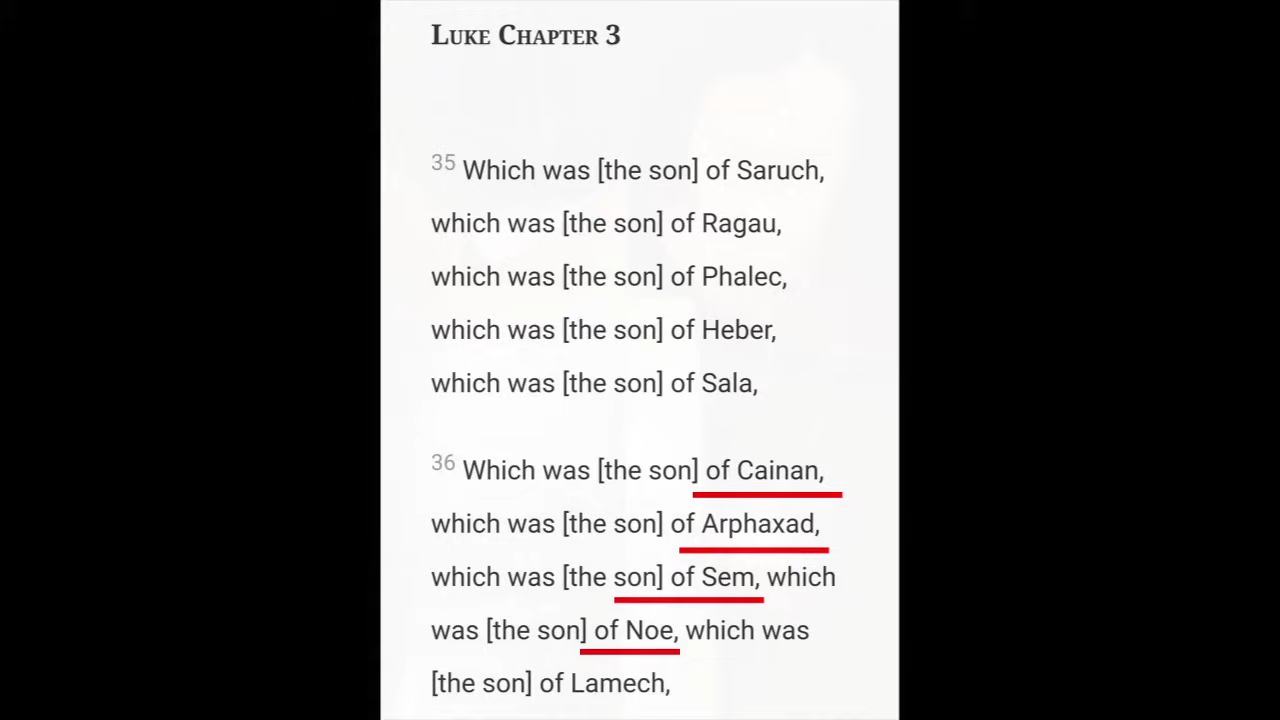 Luke Chapter 3
35 Which was [the son] of Saruch,
which was [the son] of Ragau,
which was [the son] of Phalec,
which was [the son] of Heber,
which was [the son] of Sala,
36 Which was [the son] of Cainan,
which was [the son] of Arphaxad,
which was [the son] of Sem, which
was [the son] of Noe, which was
[the son] of Lamech,